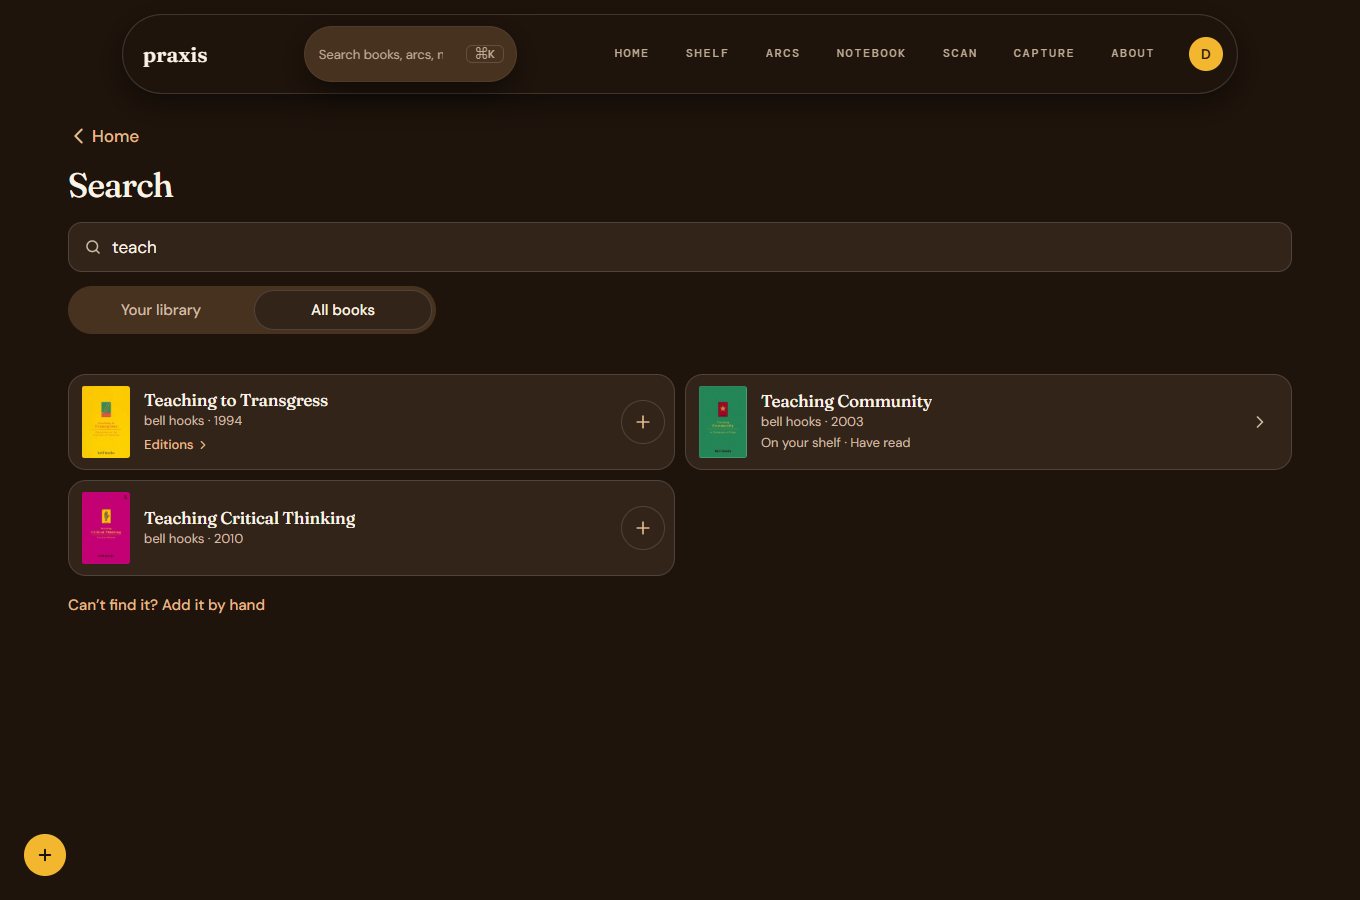 praxis
Search books, arcs, n
⌘K
HOME
SHELF
ARCS
NOTEBOOK
SCAN
CAPTURE
ABOUT
D
Home
Search
teach
Your library
All books
Teaching to Transgress
bell hooks · 1994
Editions
Teaching Community
bell hooks · 2003
On your shelf · Have read
Teaching Critical Thinking
bell hooks · 2010
Can’t find it? Add it by hand